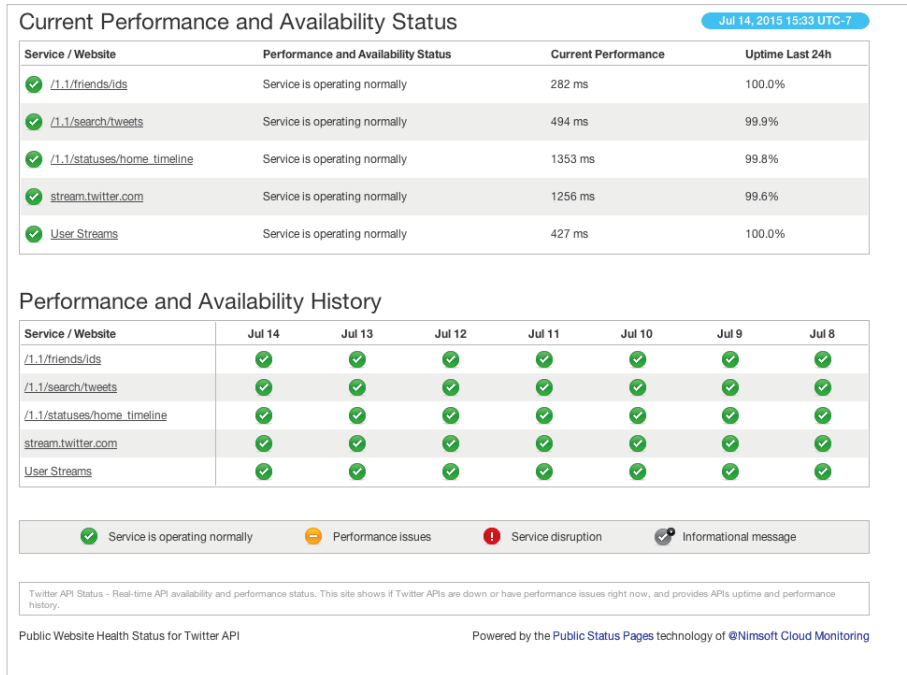 Current Performance and Availability Status
Jul 14, 2015 15:33 UTC-7
Service / Website Performance and Availability Status Current Performance Uptime Last 24h
/1.1/friends/ids Service is operating normally 282 ms 100.0%
/1.1/search/tweets Service is operating normally 494 ms 99.9%
/1.1/statuses/home_timeline Service is operating normally 1353 ms 99.8%
stream.twitter.com Service is operating normally 1256 ms 99.6%
User Streams Service is operating normally 427 ms 100.0%
Performance and Availability History
Service / Website Jul 14 Jul 13 Jul 12 Jul 11 Jul 10 Jul 9 Jul 8
/1.1/friends/ids
/1.1/search/tweets
/1.1/statuses/home_timeline
stream.twitter.com
User Streams
Service is operating normally Performance issues Service disruption Informational message
Twitter API Status - Real-time API availability and performance status. This site shows if Twitter APIs are down or have performance issues right now, and provides APIs uptime and performance
history.
Public Website Health Status for Twitter API Powered by the Public Status Pages technology of @Nimsoft Cloud Monitoring